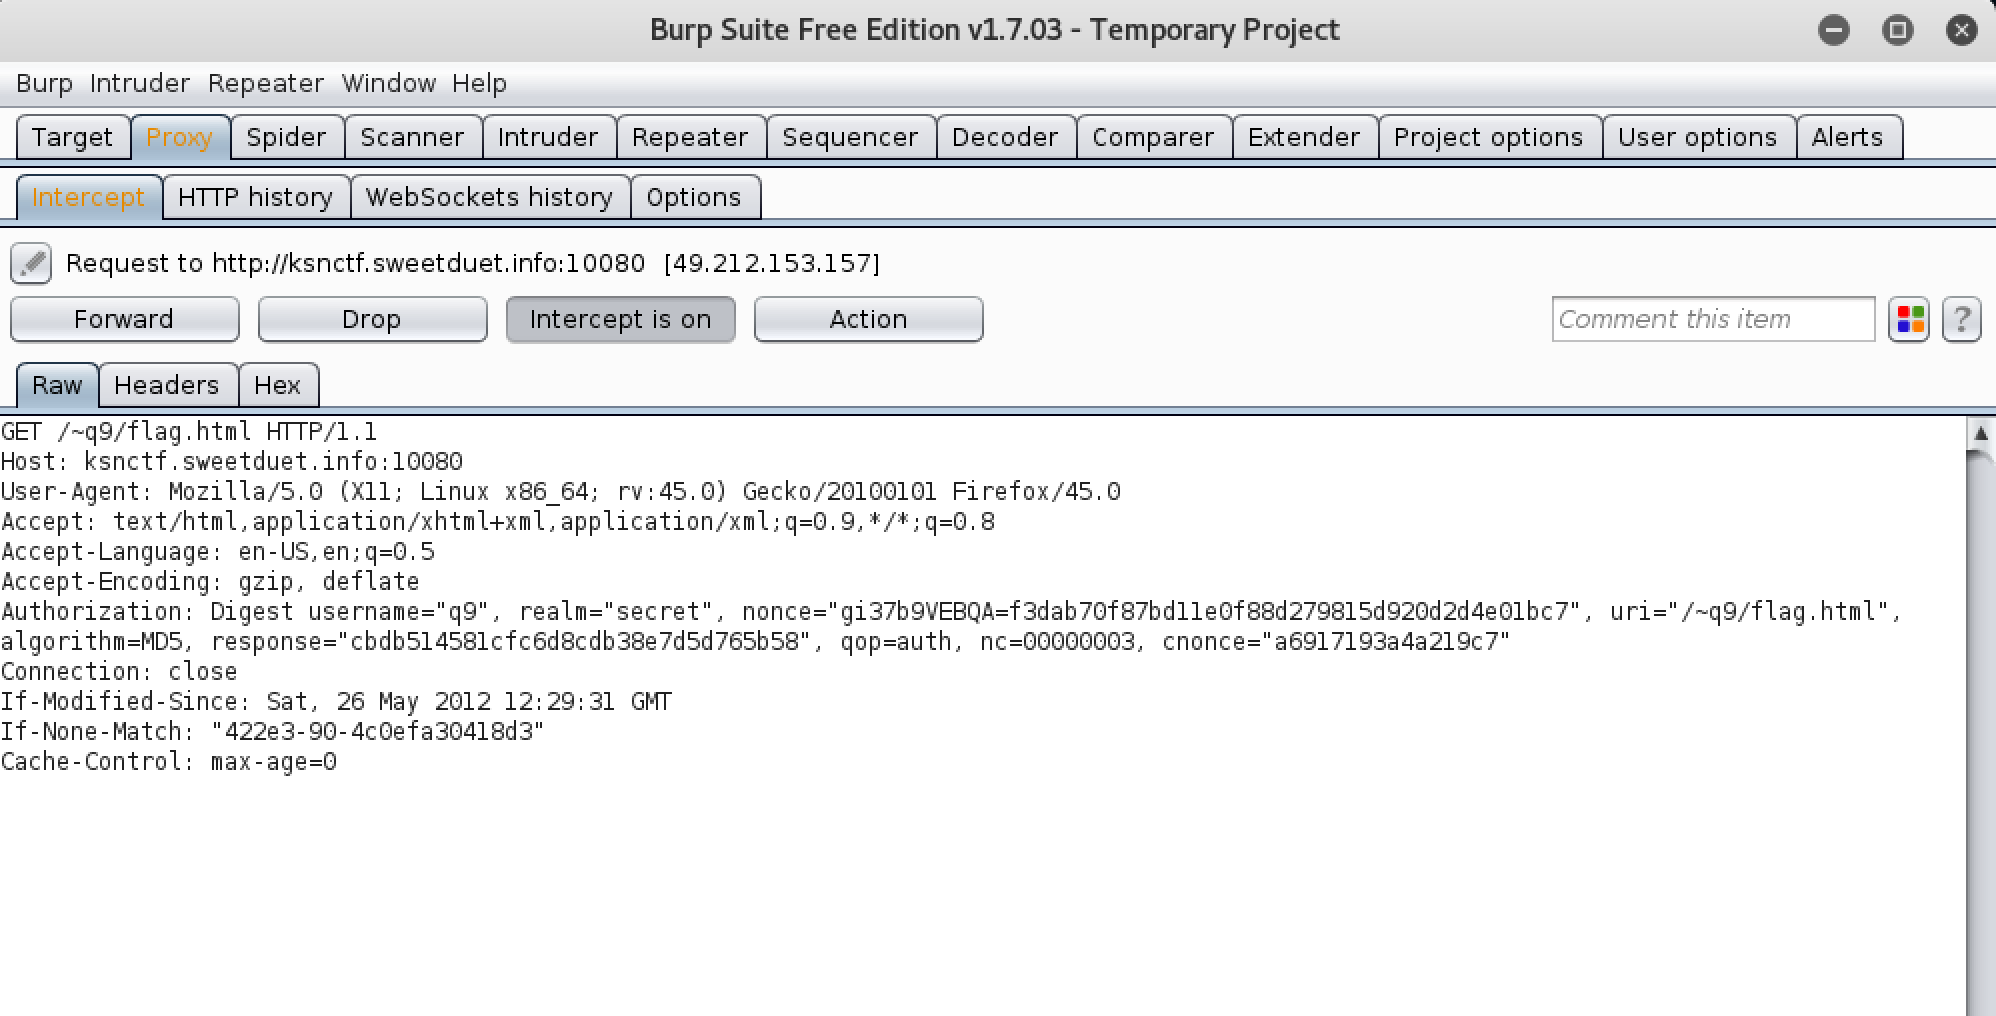 Burp Suite Free Edition v1.7.03 - Temporary Project
Burp Intruder Repeater Window Help
Target Proxy Spider Scanner Intruder Repeater Sequencer Decoder Comparer Extender Project options User options Alerts
Intercept HTTP history WebSockets history Options
Request to http://ksnctf.sweetduet.info:10080 [49.212.153.157]
Forward Drop Intercept is on Action Comment this item ?
Raw Headers Hex
GET /~q9/flag.html HTTP/1.1
Host: ksnctf.sweetduet.info:10080
User-Agent: Mozilla/5.0 (X11; Linux x86_64; rv:45.0) Gecko/20100101 Firefox/45.0
Accept: text/html,application/xhtml+xml,application/xml;q=0.9,*/*;q=0.8
Accept-Language: en-US,en;q=0.5
Accept-Encoding: gzip, deflate
Authorization: Digest username="q9", realm="secret", nonce="gi37b9VEBQA=f3dab70f87bd11e0f88d279815d920d2d4e01bc7", uri="/~q9/flag.html",
algorithm=MD5, response="cbdb514581cfc6d8cdb38e7d5d765b58", qop=auth, nc=00000003, cnonce="a6917193a4a219c7"
Connection: close
If-Modified-Since: Sat, 26 May 2012 12:29:31 GMT
If-None-Match: "422e3-90-4c0efa30418d3"
Cache-Control: max-age=0